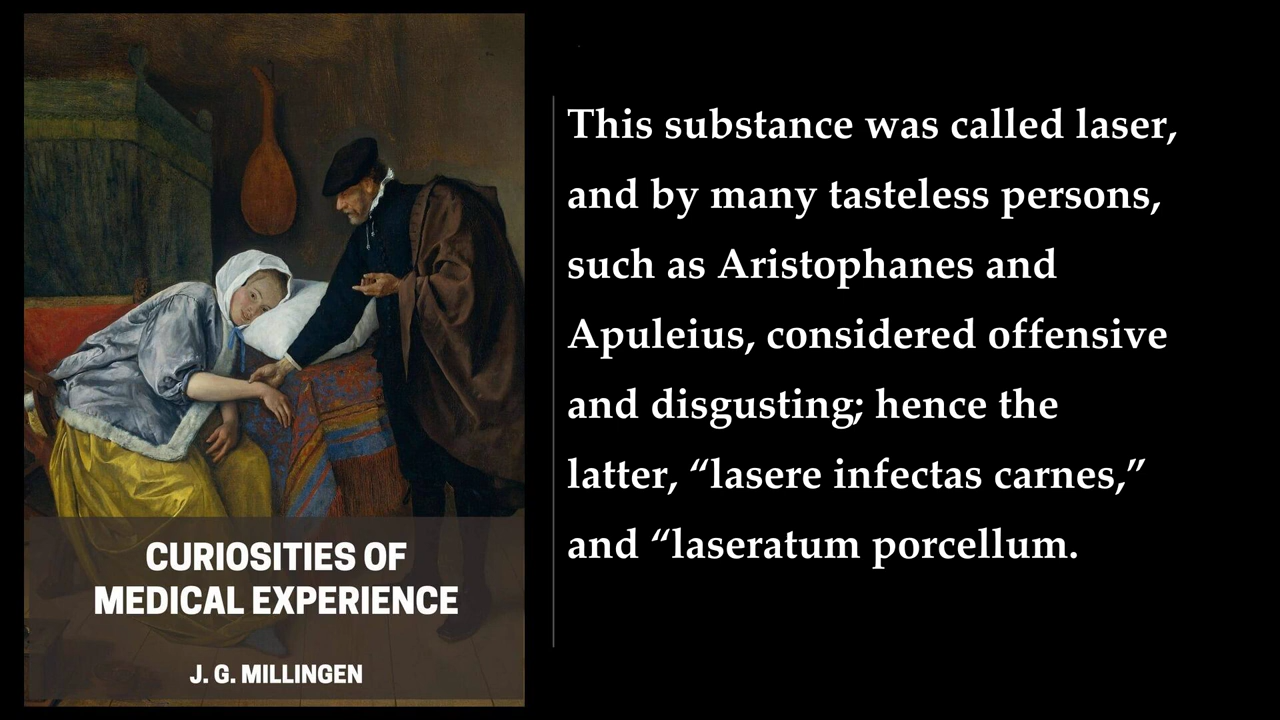 This substance was called laser,
and by many tasteless persons,
such as Aristophanes and
Apuleius, considered offensive
and disgusting; hence the
latter, “lasere infectas carnes,”
and “laseratum porcellum.
CURIOSITIES OF
MEDICAL EXPERIENCE
J. G. MILLINGEN